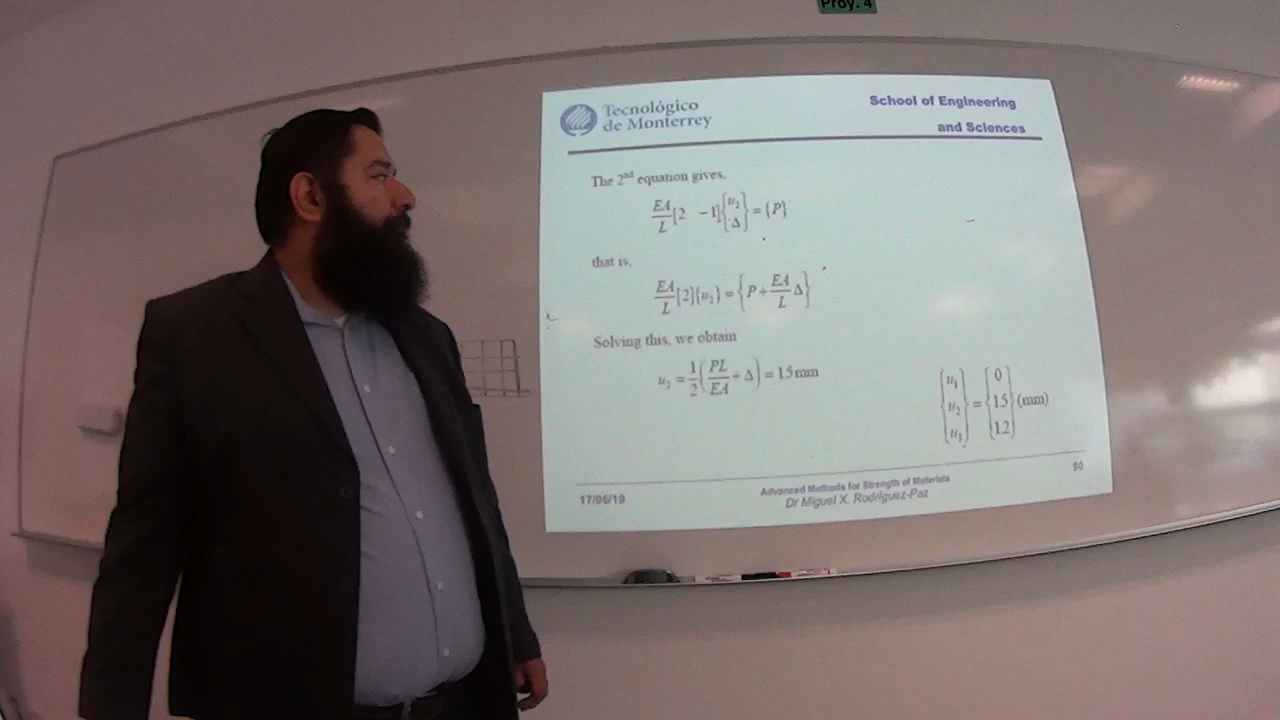 Proy. 4
Tecnológico
de Monterrey
School of Engineering
and Sciences
The 2nd equation gives,
EA/L [2 -1] {u2 Δ} = {P}
that is,
EA/L [2]{u2} = {P + EA/L Δ}
Solving this, we obtain
u2 = 1/2 (PL/EA + Δ) = 1.5 mm
{u1 u2 u3} = {0 1.5 1.2} (mm)
90
17/06/19
Advanced Methods for Strength of Materials
Dr Miguel X. Rodríguez-Paz